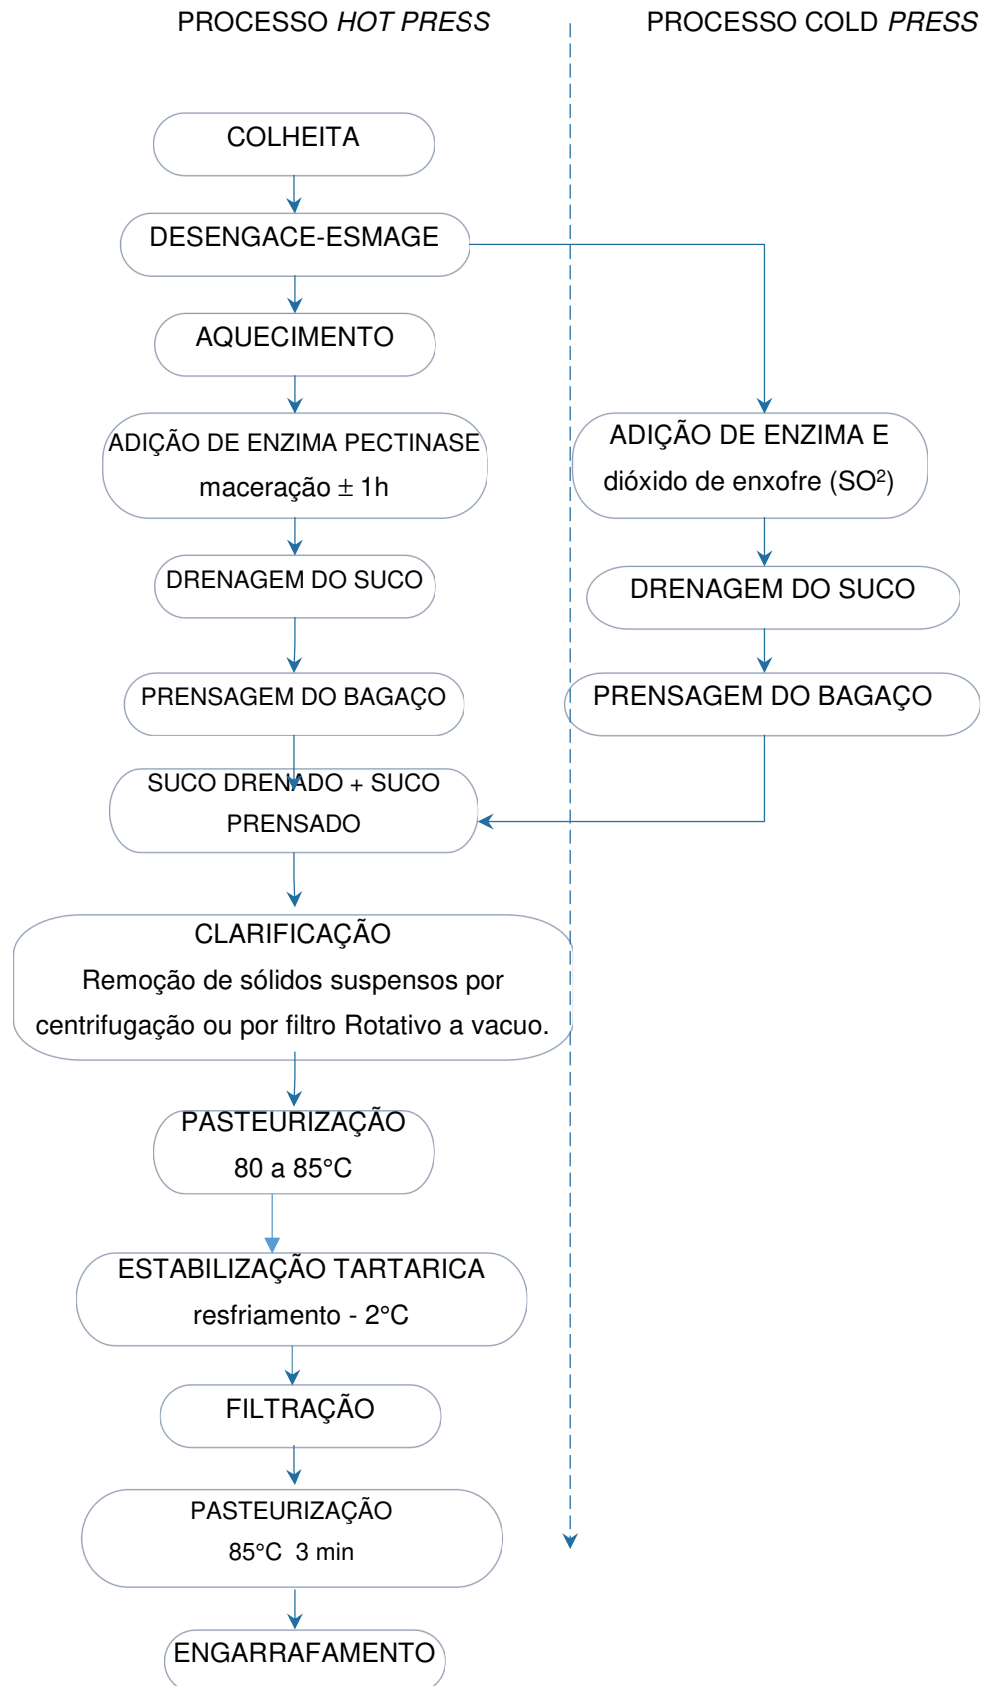 PROCESSO HOT PRESS
PROCESSO COLD PRESS
COLHEITA
DESENGACE-ESMAGE
AQUECIMENTO
ADIÇÃO DE ENZIMA PECTINASE
maceração ± 1h
ADIÇÃO DE ENZIMA E
dióxido de enxofre (SO²)
DRENAGEM DO SUCO
DRENAGEM DO SUCO
PRENSAGEM DO BAGAÇO
PRENSAGEM DO BAGAÇO
SUCO DRENADO + SUCO
PRENSADO
CLARIFICAÇÃO
Remoção de sólidos suspensos por
centrifugação ou por filtro Rotativo a vacuo.
PASTEURIZAÇÃO
80 a 85°C
ESTABILIZAÇÃO TARTARICA
resfriamento - 2°C
FILTRAÇÃO
PASTEURIZAÇÃO
85°C 3 min
ENGARRAFAMENTO